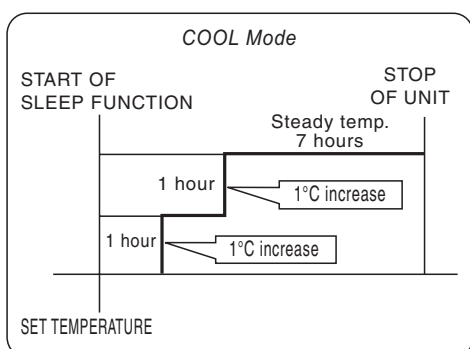 COOL Mode
START OF
SLEEP FUNCTION
STOP
OF UNIT
Steady temp.
7 hours
1 hour
1°C increase
1 hour
1°C increase
SET TEMPERATURE